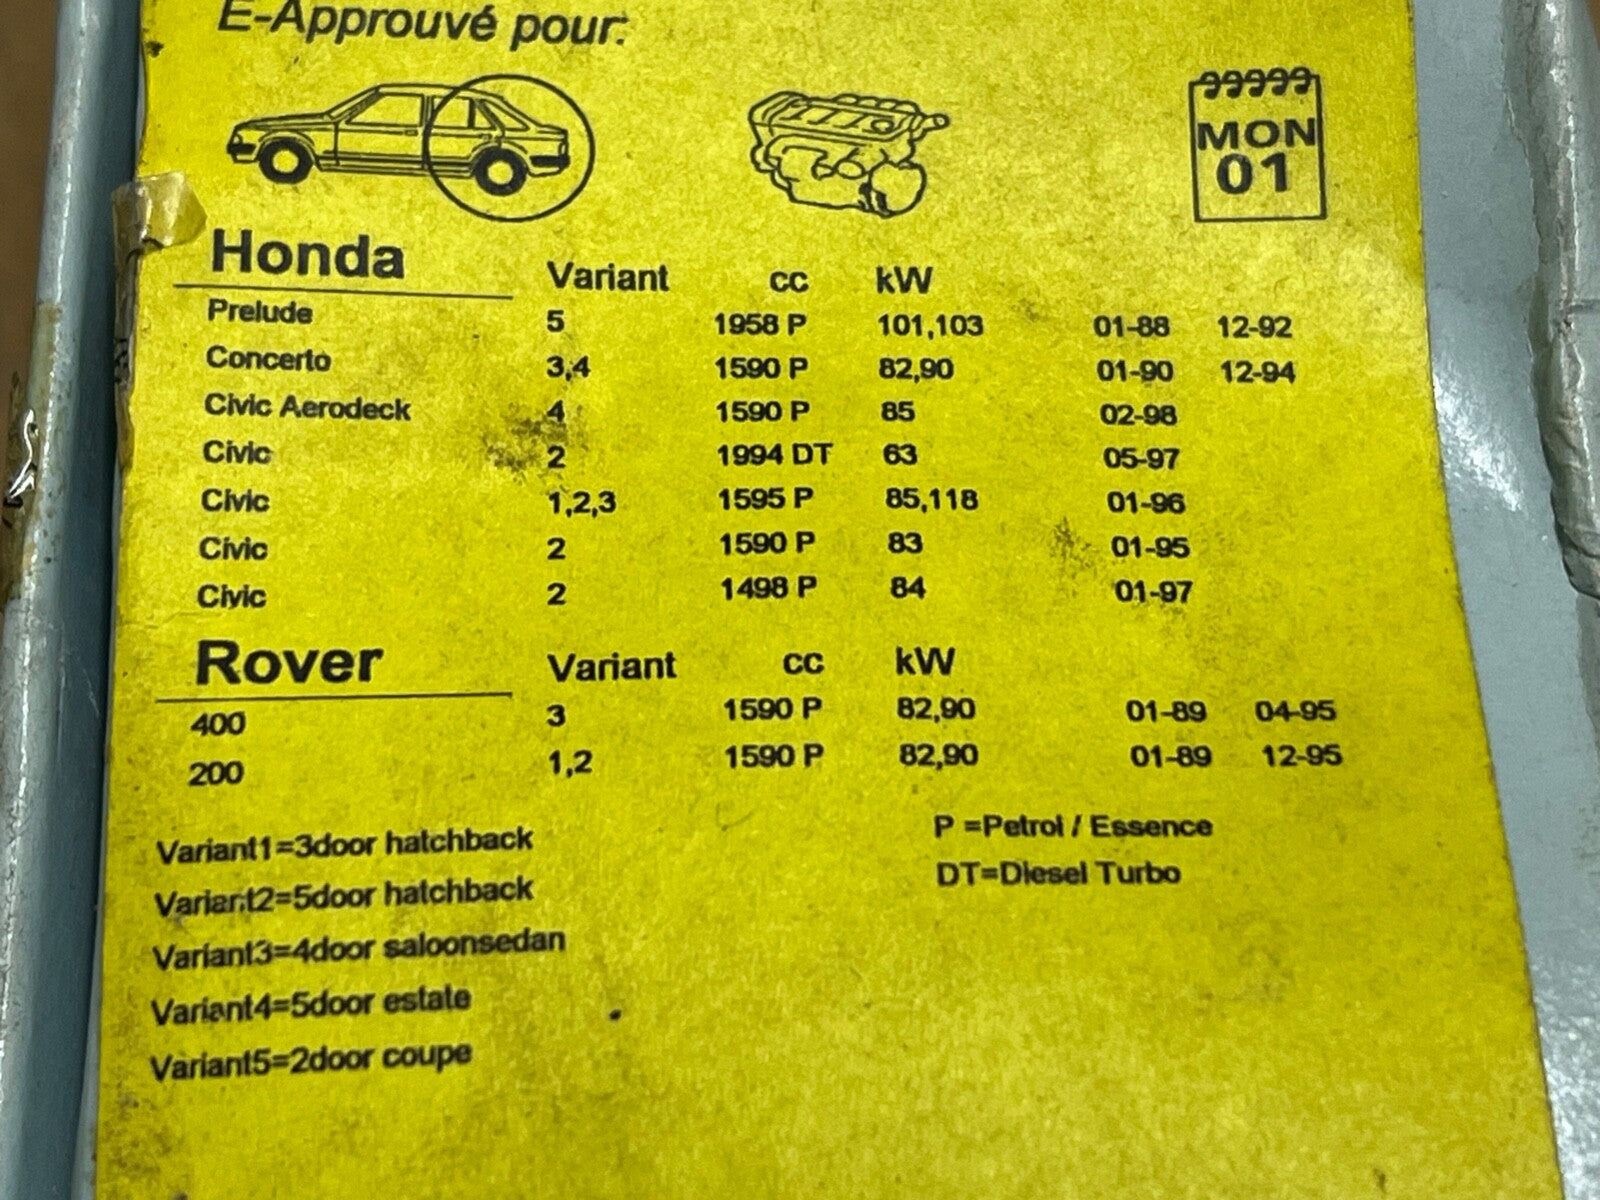 E-Approuvé pour:
MON
01
Honda Variant cc kW
Prelude 5 1958 P 101,103 01-88 12-92
Concerto 3,4 1590 P 82,90 01-90 12-94
Civic Aerodeck 4 1590 P 85 02-98
Civic 2 1994 DT 63 05-97
Civic 1,2,3 1595 P 85,118 01-96
Civic 2 1590 P 83 01-95
Civic 2 1498 P 84 01-97
Rover Variant cc kW
400 3 1590 P 82,90 01-89 04-95
200 1,2 1590 P 82,90 01-89 12-95
Variant1=3door hatchback
Variant2=5door hatchback
Variant3=4door saloonsedan
Variant4=5door estate
Variant5=2door coupe
P =Petrol / Essence
DT=Diesel Turbo